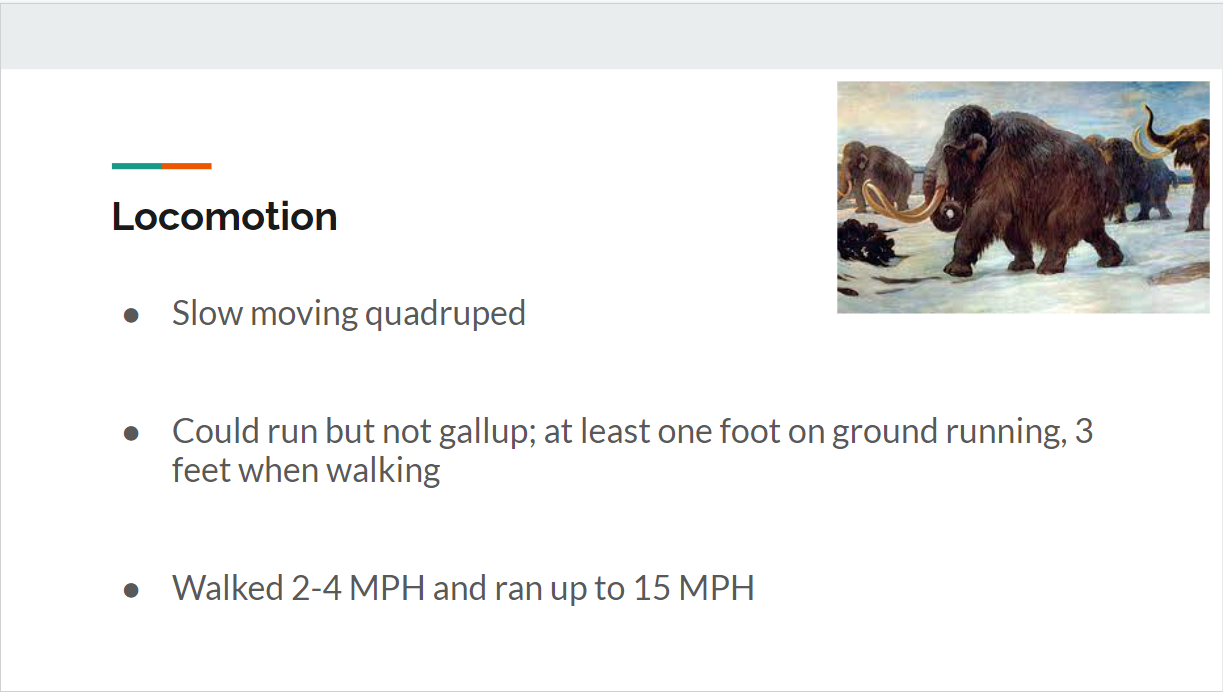 Locomotion
● Slow moving quadruped
● Could run but not gallup; at least one foot on ground running, 3
feet when walking
● Walked 2-4 MPH and ran up to 15 MPH